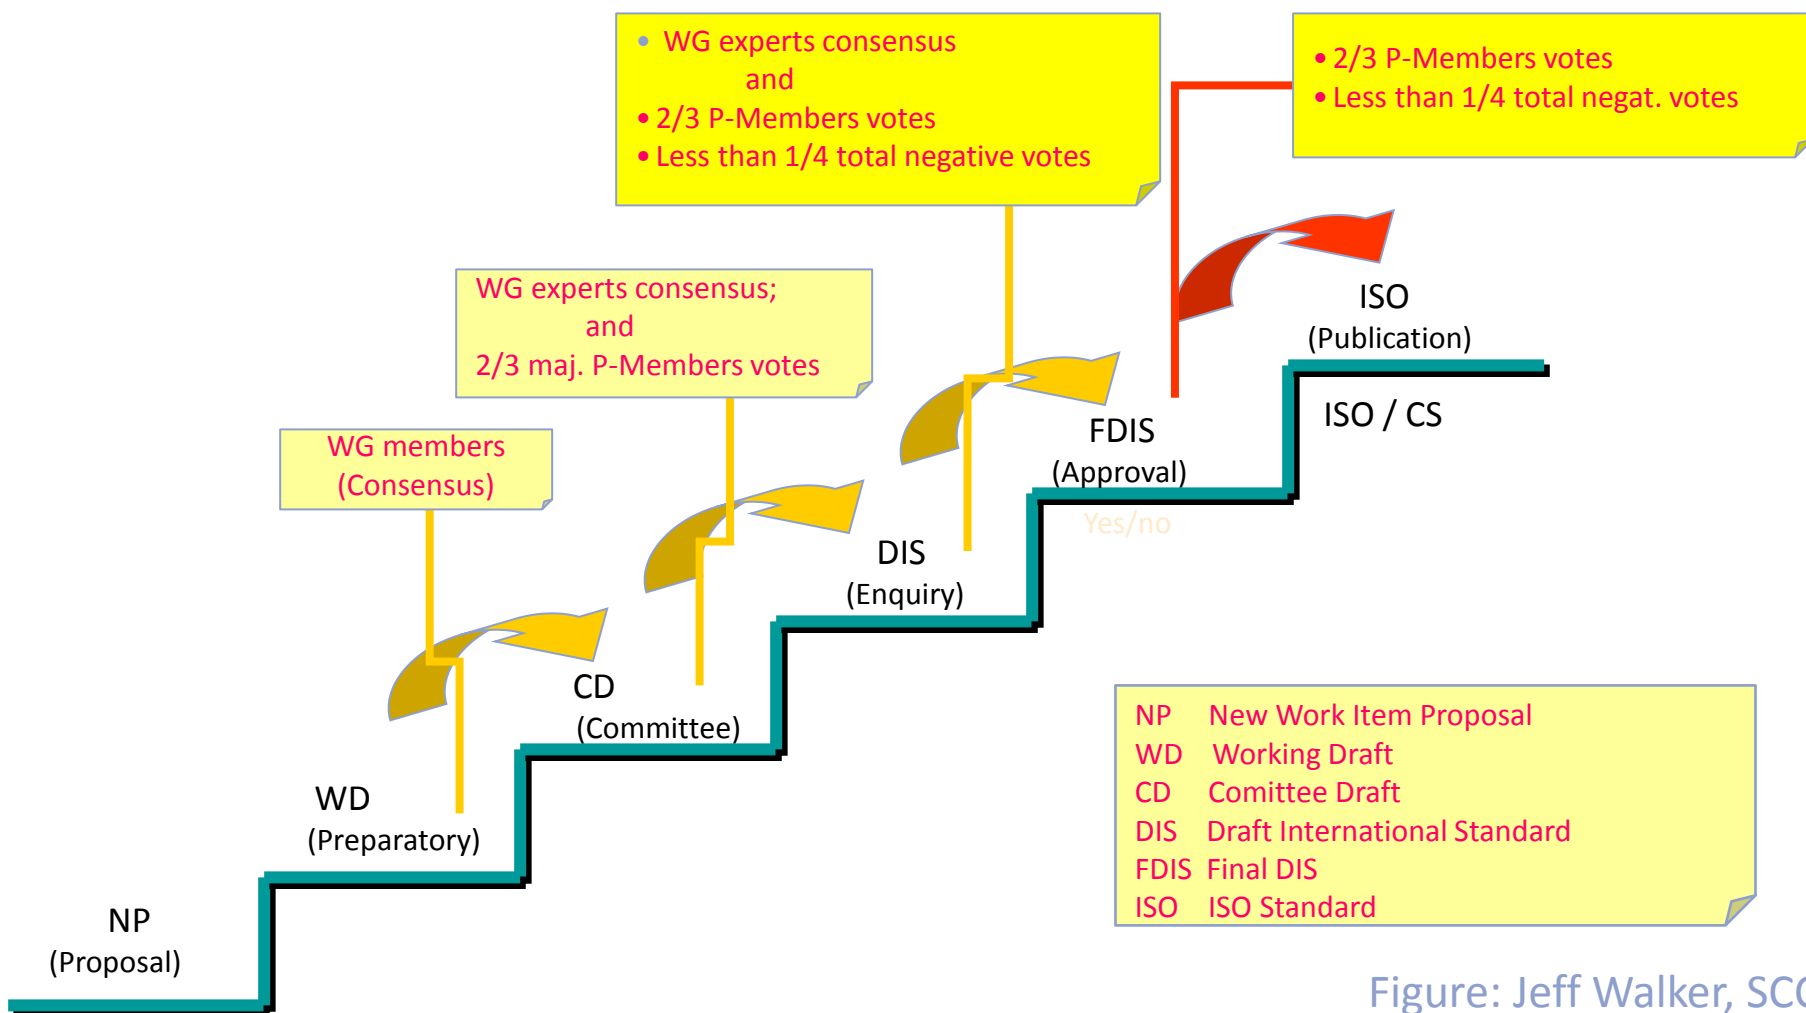 • WG experts consensus
and
• 2/3 P-Members votes
• Less than 1/4 total negative votes
• 2/3 P-Members votes
• Less than 1/4 total negat. votes
WG experts consensus;
and
2/3 maj. P-Members votes
WG members
(Consensus)
ISO
(Publication)
ISO / CS
FDIS
(Approval)
Yes/no
DIS
(Enquiry)
CD
(Committee)
WD
(Preparatory)
NP
(Proposal)
NP New Work Item Proposal
WD Working Draft
CD Comittee Draft
DIS Draft International Standard
FDIS Final DIS
ISO ISO Standard
Figure: Jeff Walker,